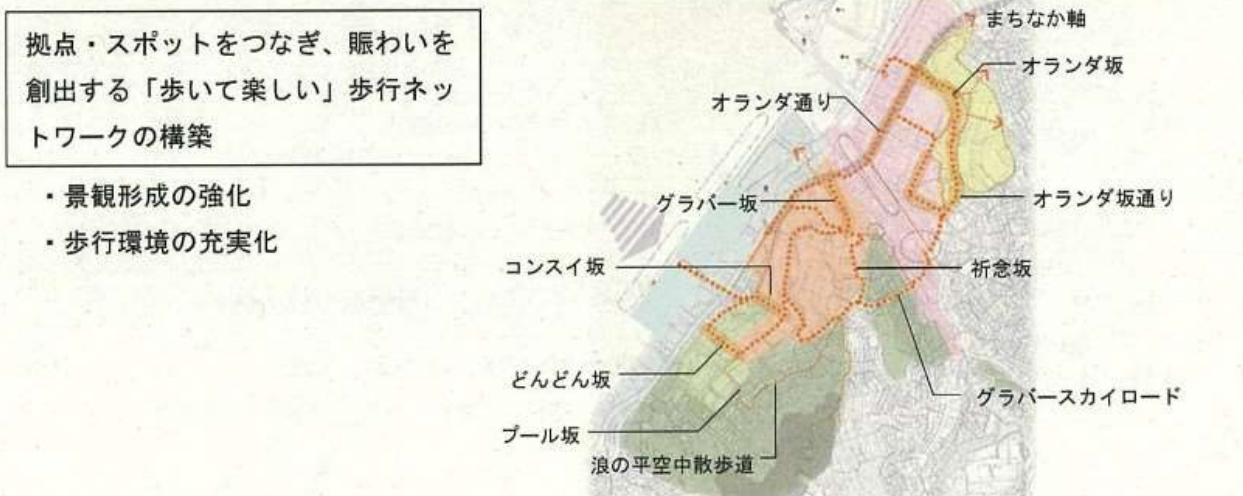 拠点・スポットをつなぎ、賑わいを
創出する「歩いて楽しい」歩行ネッ
トワークの構築
・景観形成の強化
・歩行環境の充実化
まちなか軸
オランダ坂
オランダ通り
グラバー坂
オランダ坂通り
コンスイ坂
祈念坂
どんどん坂
グラバースカイロード
プール坂
浪の平空中散歩道